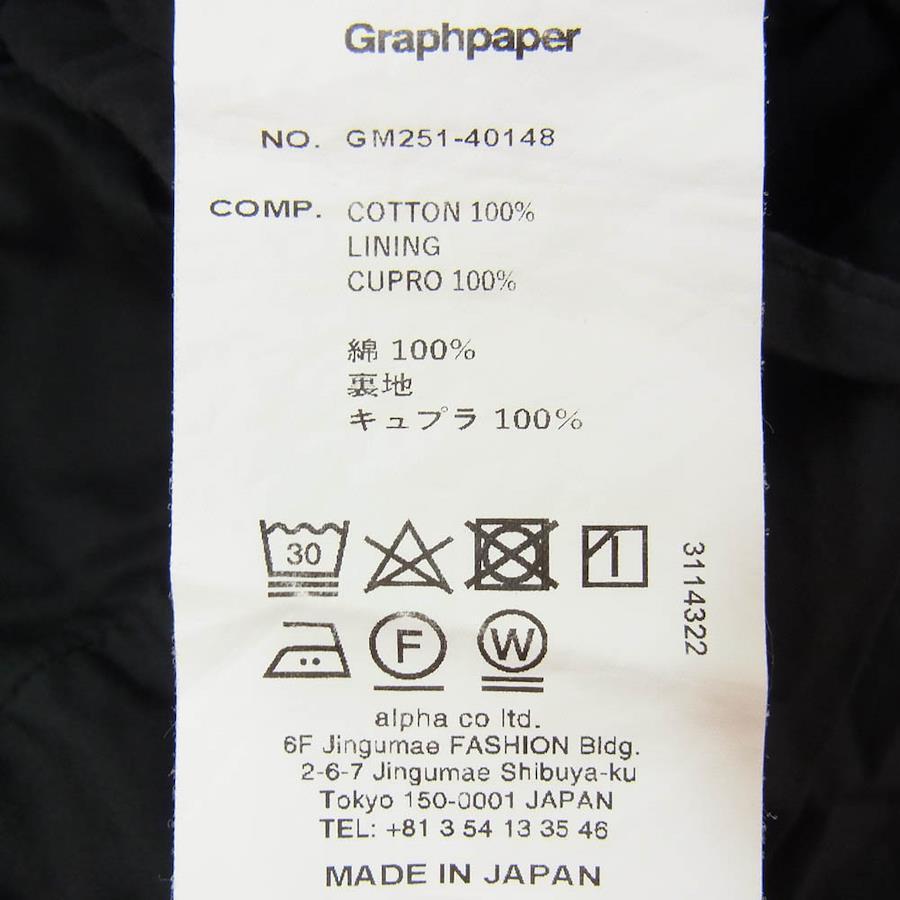 Graphpaper
NO. GM251-40148
COMP. COTTON 100%
LINING
CUPRO 100%
綿 100%
裏地
キュプラ 100%
30
3114322
F
W
alpha co ltd.
6F Jingumae FASHION Bldg.
2-6-7 Jingumae Shibuya-ku
Tokyo 150-0001 JAPAN
TEL: +81 3 54 13 35 46
MADE IN JAPAN